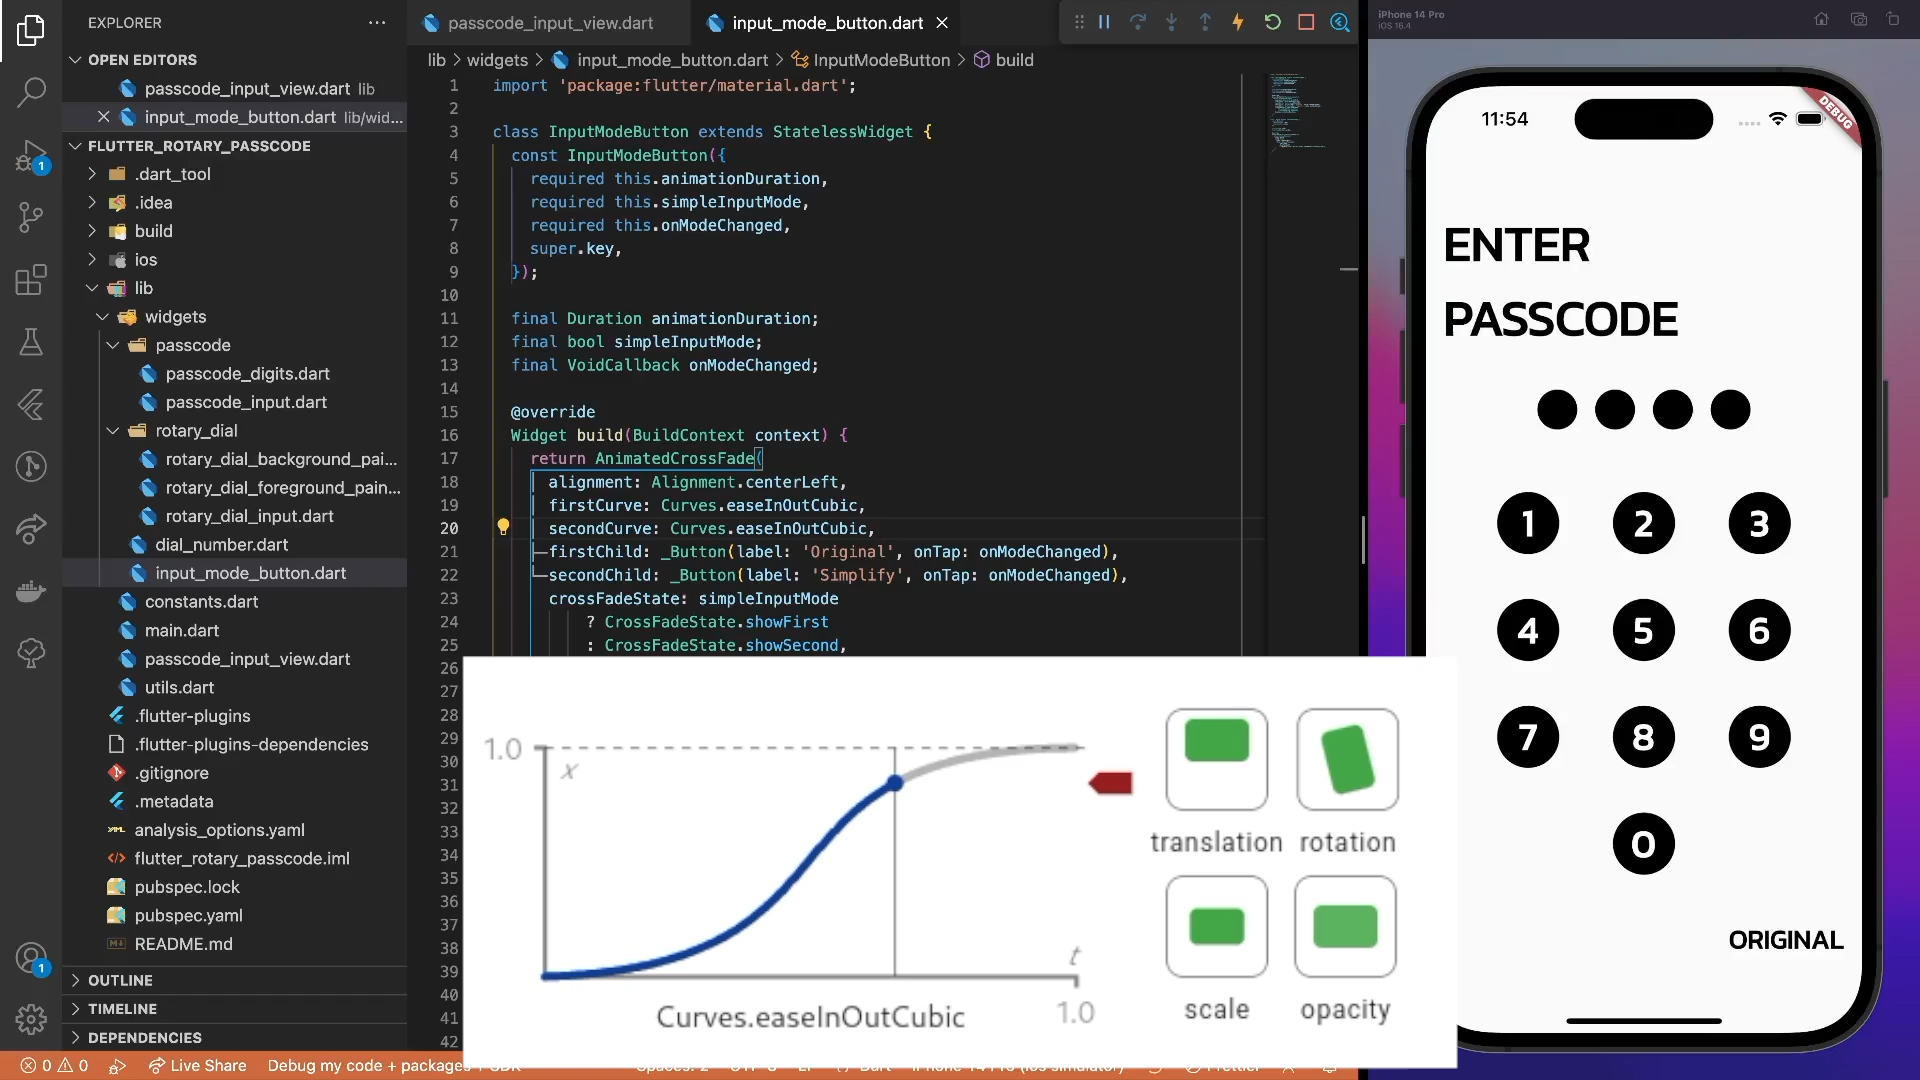 EXPLORER
OPEN EDITORS
passcode_input_view.dart lib
input_mode_button.dart lib/wid...
FLUTTER_ROTARY_PASSCODE
.dart_tool
.idea
build
ios
lib
widgets
passcode
passcode_digits.dart
passcode_input.dart
rotary_dial
rotary_dial_background_pai...
rotary_dial_foreground_pain...
rotary_dial_input.dart
dial_number.dart
input_mode_button.dart
constants.dart
main.dart
passcode_input_view.dart
utils.dart
.flutter-plugins
.flutter-plugins-dependencies
.gitignore
.metadata
analysis_options.yaml
flutter_rotary_passcode.iml
pubspec.lock
pubspec.yaml
README.md
OUTLINE
TIMELINE
DEPENDENCIES
1
1
passcode_input_view.dart
input_mode_button.dart
lib > widgets > input_mode_button.dart > InputModeButton > build
1 import 'package:flutter/material.dart';
2
3 class InputModeButton extends StatelessWidget {
4 const InputModeButton({
5 required this.animationDuration,
6 required this.simpleInputMode,
7 required this.onModeChanged,
8 super.key,
9 });
10
11 final Duration animationDuration;
12 final bool simpleInputMode;
13 final VoidCallback onModeChanged;
14
15 @override
16 Widget build(BuildContext context) {
17 return AnimatedCrossFade(
18 alignment: Alignment.centerLeft,
19 firstCurve: Curves.easeInOutCubic,
20 secondCurve: Curves.easeInOutCubic,
21 firstChild: _Button(label: 'Original', onTap: onModeChanged),
22 secondChild: _Button(label: 'Simplify', onTap: onModeChanged),
23 crossFadeState: simpleInputMode
24 ? CrossFadeState.showFirst
25 : CrossFadeState.showSecond,
26
27
28
29
30
31
32
33
34
35
36
37
38
39
40
41
42
1.0
x
t
1.0
Curves.easeInOutCubic
translation
rotation
scale
opacity
0 0 Live Share Debug my code + packages + SDK
iPhone 14 Pro
iOS 16.4
11:54
DEBUG
ENTER
PASSCODE
1 2 3
4 5 6
7 8 9
0
ORIGINAL